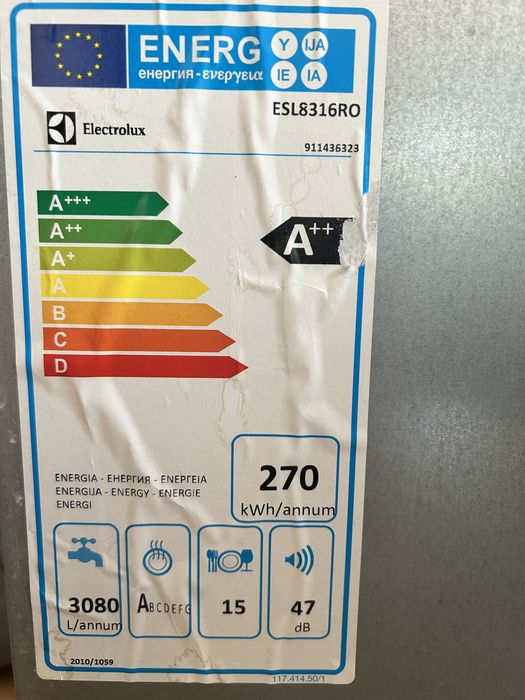 ENERG
Y IJA
енергия · ενεργεια
IE IA
ESL8316RO
Electrolux
911436323
A+++
A++
A++
A+
A
B
C
D
270
kWh/annum
ENERGIA - ЕНЕРГИЯ - ΕΝΕΡΓΕΙΑ
ENERGIJA - ENERGY - ENERGIE
ENERGI
3080
L/annum
ABCDEFG
15
47
dB
2010/1059
117.414.50/1